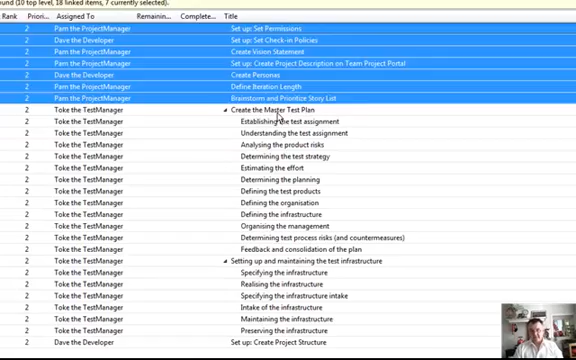 ound (10 top level, 18 linked items, 7 currently selected).
Rank Priori... Assigned To Remainin... Complete... Title
2 Pam the ProjectManager Set up: Set Permissions
2 Pam the ProjectManager Set up: Set Check-in Policies
2 Pam the ProjectManager Create Vision Statement
2 Pam the ProjectManager Set up: Create Project Description on Team Project Portal
2 Dave the Developer Create Personas
2 Pam the ProjectManager Define Iteration Length
2 Pam the ProjectManager Brainstorm and Prioritize Story List
2 Toke the TestManager Create the Master Test Plan
2 Toke the TestManager Establishing the test assignment
2 Toke the TestManager Understanding the test assignment
2 Toke the TestManager Analysing the product risks
2 Toke the TestManager Determining the test strategy
2 Toke the TestManager Estimating the effort
2 Toke the TestManager Determining the planning
2 Toke the TestManager Defining the test products
2 Toke the TestManager Defining the organisation
2 Toke the TestManager Defining the infrastructure
2 Toke the TestManager Organising the management
2 Toke the TestManager Determining test process risks (and countermeasures)
2 Toke the TestManager Feedback and consolidation of the plan
2 Toke the TestManager Setting up and maintaining the test infrastructure
2 Toke the TestManager Specifying the infrastructure
2 Toke the TestManager Realising the infrastructure
2 Toke the TestManager Specifying the infrastructure intake
2 Toke the TestManager Intake of the infrastructure
2 Toke the TestManager Maintaining the infrastructure
2 Toke the TestManager Preserving the infrastructure
2 Dave the Developer Set up: Create Project Structure